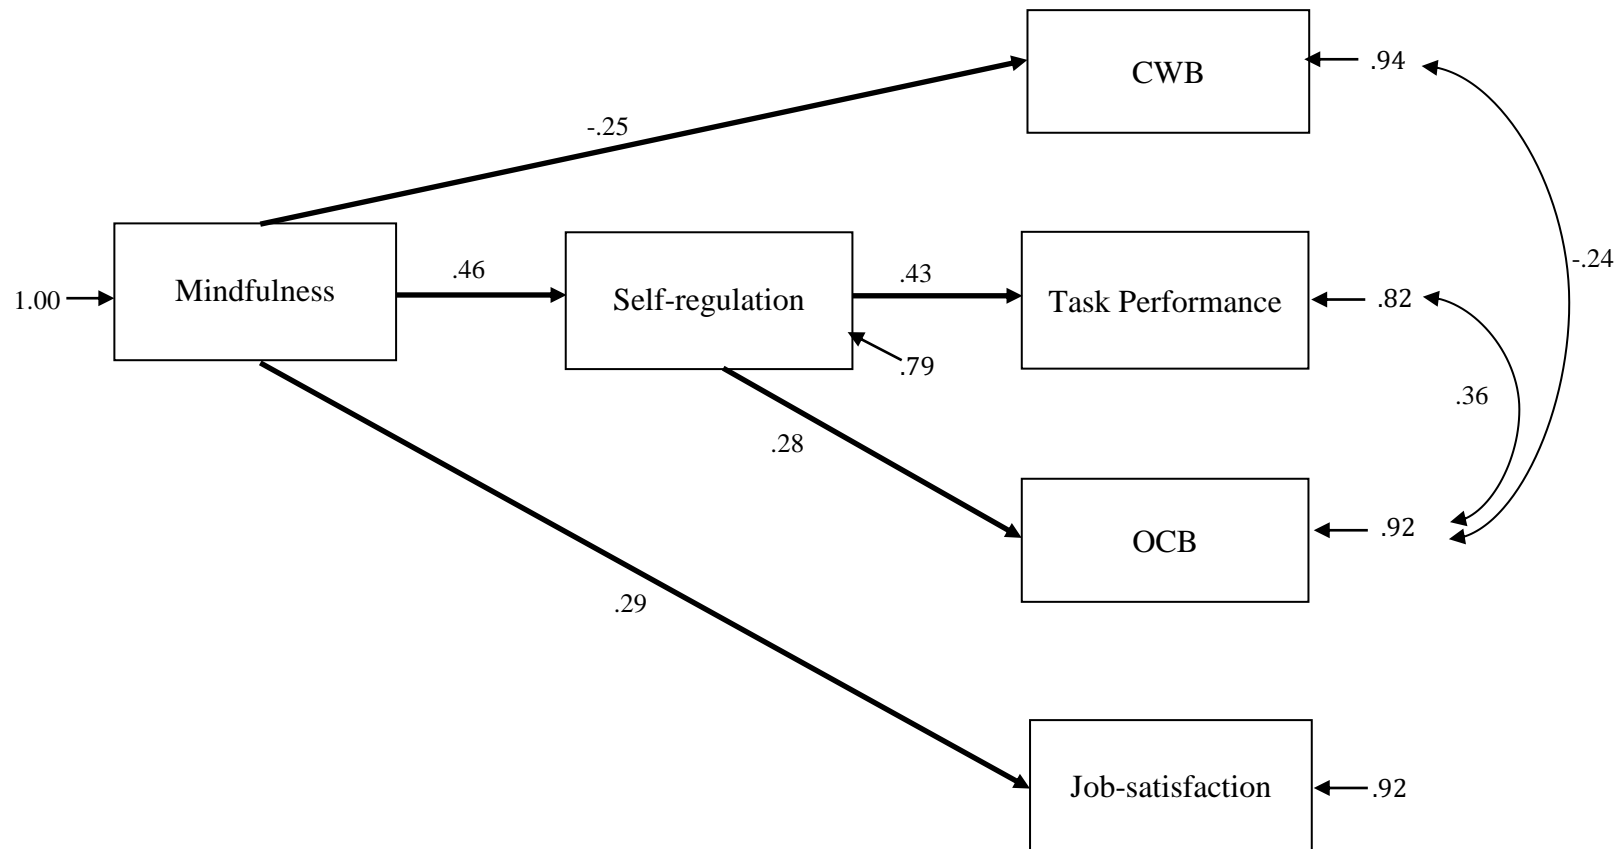 CWB
.94
-.25
-.24
Mindfulness
1.00
.46
Self-regulation
.43
Task Performance
.82
.79
.36
.28
OCB
.92
.29
Job-satisfaction
.92